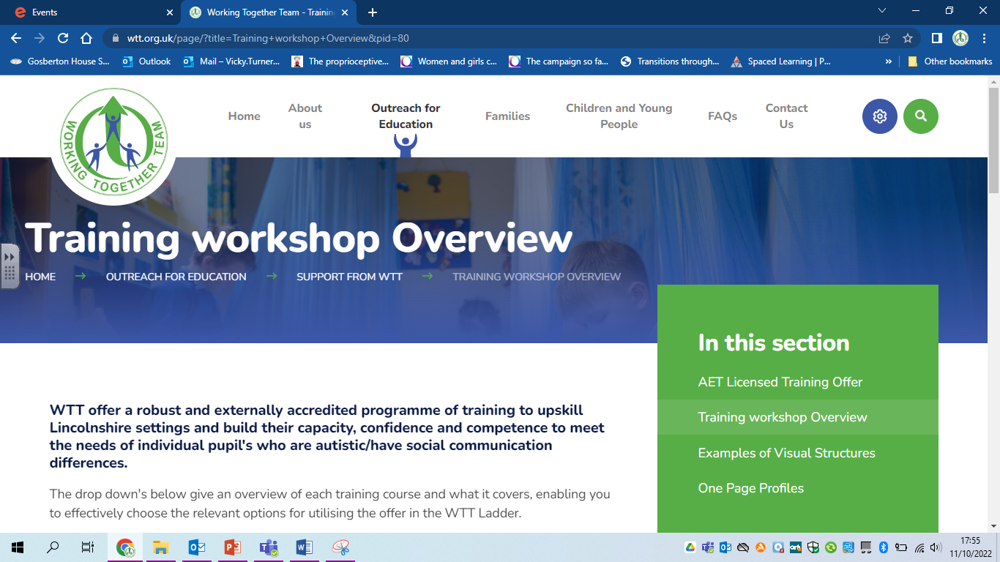 Events
Working Together Team - Trainin
wtt.org.uk/page/?title=Training+workshop+Overview&pid=80
Gosberton House S...
Outlook
Mail – Vicky.Turner...
The proprioceptive...
Women and girls c...
The campaign so fa...
Transitions through...
Spaced Learning | P...
»
Other bookmarks
WORKING TOGETHER TEAM
Home
About
us
Outreach for
Education
Families
Children and Young
People
FAQs
Contact
Us
Training workshop Overview
HOME → OUTREACH FOR EDUCATION → SUPPORT FROM WTT → TRAINING WORKSHOP OVERVIEW
In this section
AET Licensed Training Offer
Training workshop Overview
Examples of Visual Structures
One Page Profiles
WTT offer a robust and externally accredited programme of training to upskill
Lincolnshire settings and build their capacity, confidence and competence to meet
the needs of individual pupil's who are autistic/have social communication
differences.
The drop down's below give an overview of each training course and what it covers, enabling you
to effectively choose the relevant options for utilising the offer in the WTT Ladder.
17:55
11/10/2022